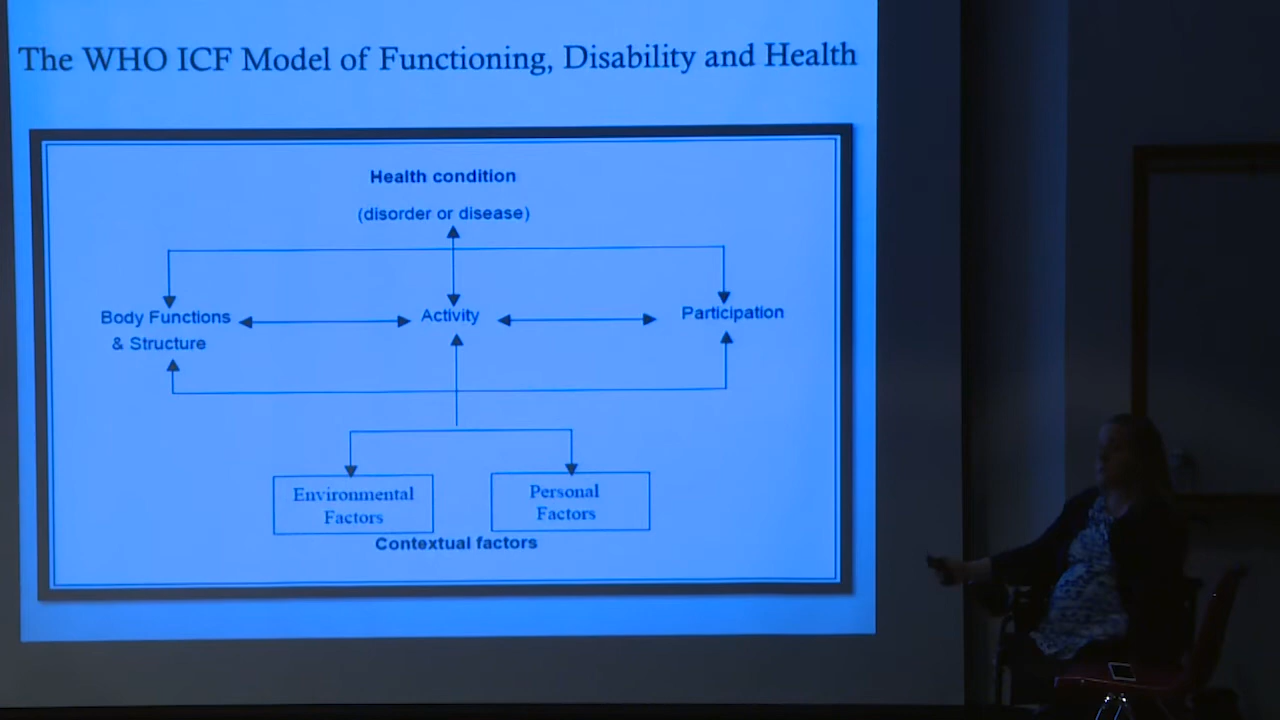 The WHO ICF Model of Functioning, Disability and Health
Health condition
(disorder or disease)
Body Functions
& Structure
Activity
Participation
Environmental
Factors
Personal
Factors
Contextual factors